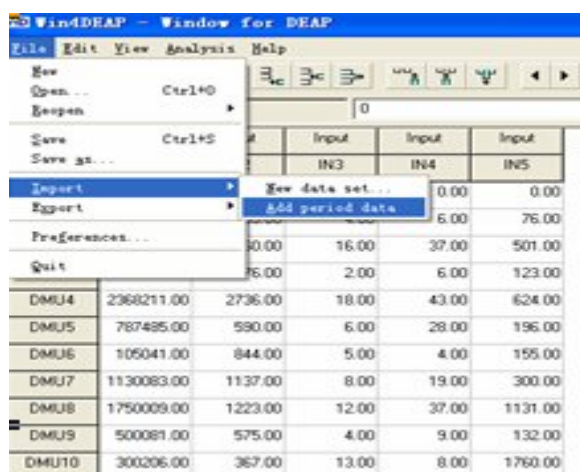 Win4DEAP - Window for DEAP
File Edit View Analysis Help
New
Open... Ctrl+O
Reopen
0
Save Ctrl+S Input Input Input
Save as... IN3 IN4 IN5
Import New data set... 0.00 0.00
Export Add period data 6.00 76.00
Preferences... 16.00 37.00 501.00
Quit 2.00 6.00 123.00
DMU4 2368211.00 2736.00 18.00 43.00 624.00
DMU5 787485.00 590.00 6.00 28.00 196.00
DMU6 105041.00 844.00 5.00 4.00 155.00
DMU7 1130083.00 1137.00 8.00 19.00 300.00
DMU8 1750009.00 1223.00 12.00 37.00 1131.00
DMU9 500081.00 575.00 4.00 9.00 132.00
DMU10 300206.00 367.00 13.00 8.00 1760.00